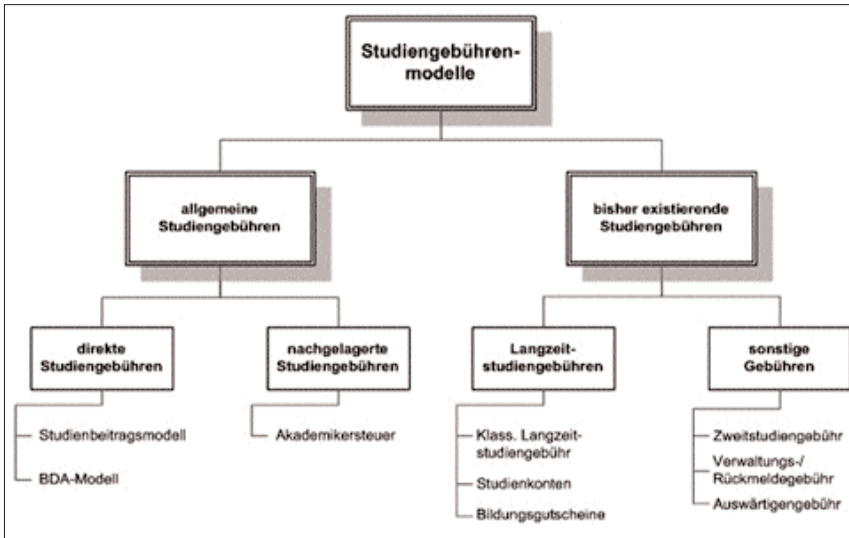 Studiengebühren-
modelle
allgemeine
Studiengebühren
bisher existierende
Studiengebühren
direkte
Studiengebühren
nachgelagerte
Studiengebühren
Langzeit-
studiengebühren
sonstige
Gebühren
Studienbeitragsmodell
BDA-Modell
Akademikersteuer
Klass. Langzeit-
studiengebühr
Studienkonten
Bildungsgutscheine
Zweitstudiengebühr
Verwaltungs-/
Rückmeldegebühr
Auswärtigengebühr